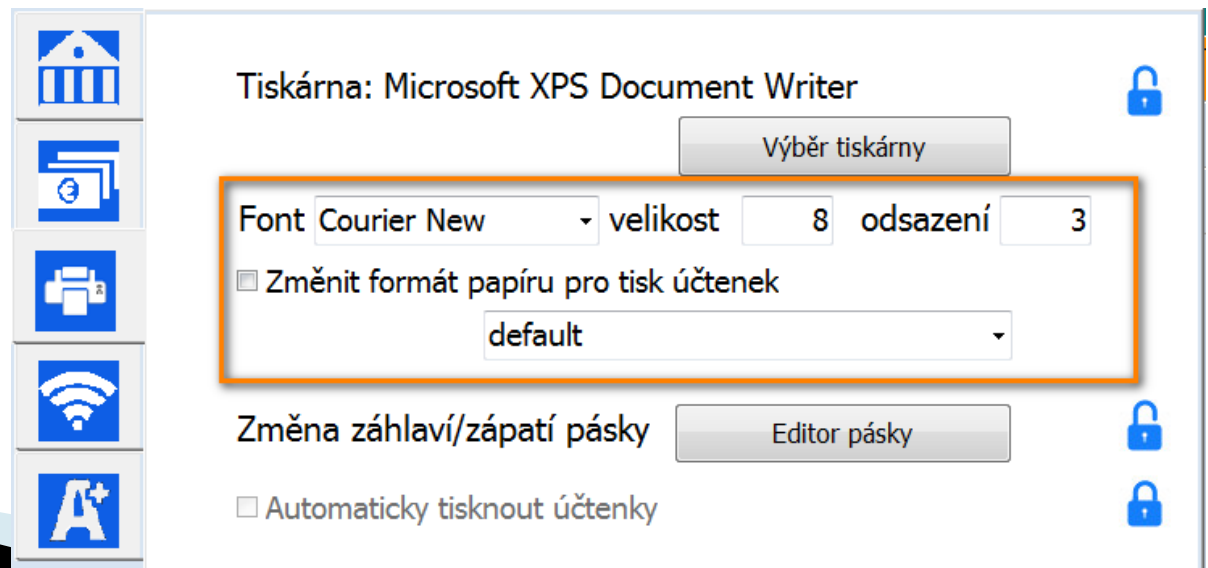 Tiskárna: Microsoft XPS Document Writer
Výběr tiskárny
Font Courier New velikost 8 odsazení 3
Změnit formát papíru pro tisk účtenek
default
Změna záhlaví/zápatí pásky Editor pásky
Automaticky tisknout účtenky
A+